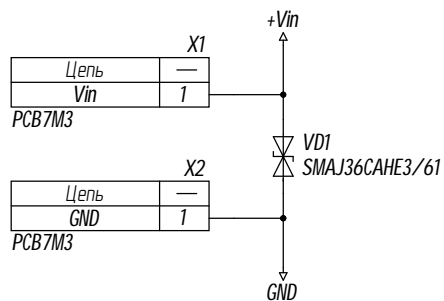 +Vin
X1
Цепь —
Vin 1
PCB7M3
VD1
SMAJ36CAHE3/61
X2
Цепь —
GND 1
PCB7M3
GND